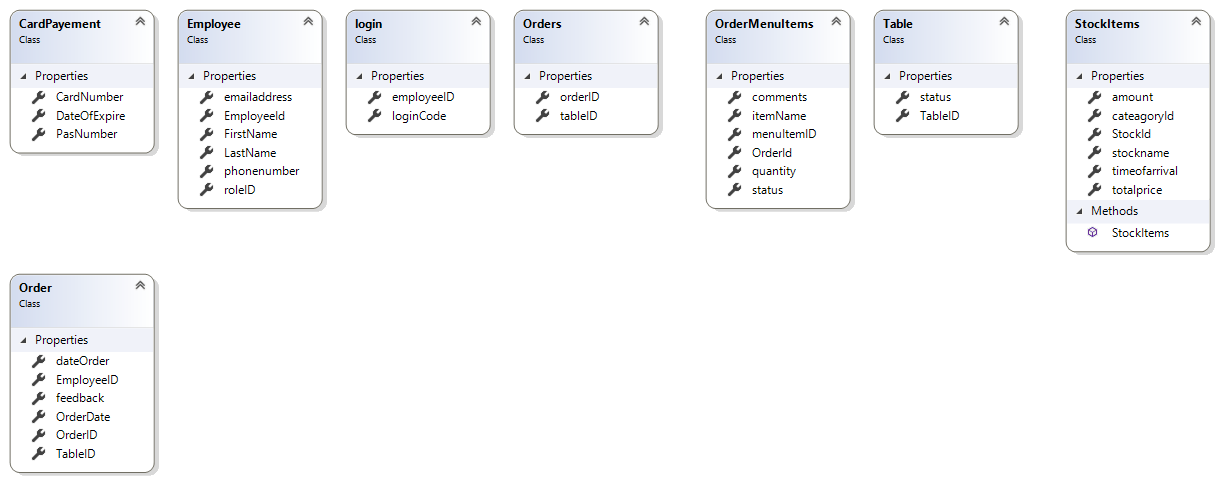 CardPayement
Class
Properties
CardNumber
DateOfExpire
PasNumber
Employee
Class
Properties
emailaddress
EmployeeId
FirstName
LastName
phonenumber
roleID
login
Class
Properties
employeeID
loginCode
Orders
Class
Properties
orderID
tableID
OrderMenuItems
Class
Properties
comments
itemName
menuItemID
OrderId
quantity
status
Table
Class
Properties
status
TableID
StockItems
Class
Properties
amount
cateagoryId
StockId
stockname
timeofarrival
totalprice
Methods
StockItems
Order
Class
Properties
dateOrder
EmployeeID
feedback
OrderDate
OrderID
TableID